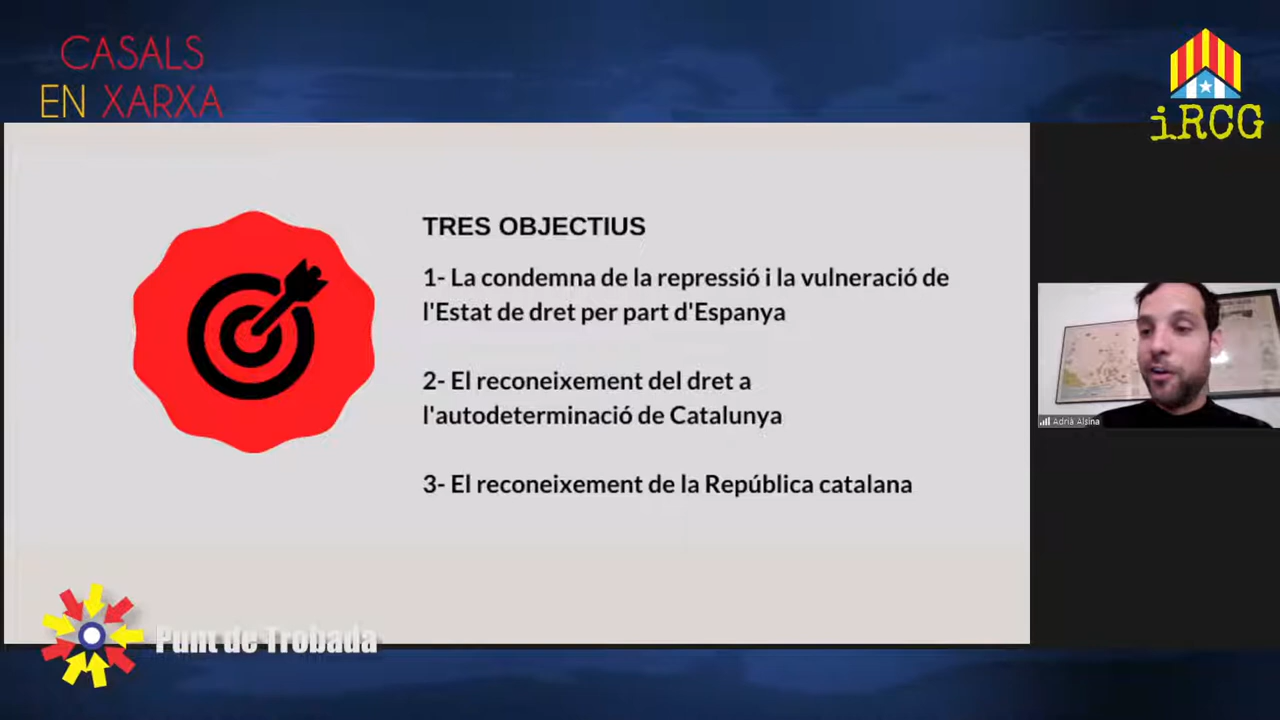 CASALS
EN XARXA
iRCG
TRES OBJECTIUS
1- La condemna de la repressió i la vulneració de
l'Estat de dret per part d'Espanya
2- El reconeixement del dret a
l'autodeterminació de Catalunya
3- El reconeixement de la República catalana
Adrià Alsina
Punt de Trobada